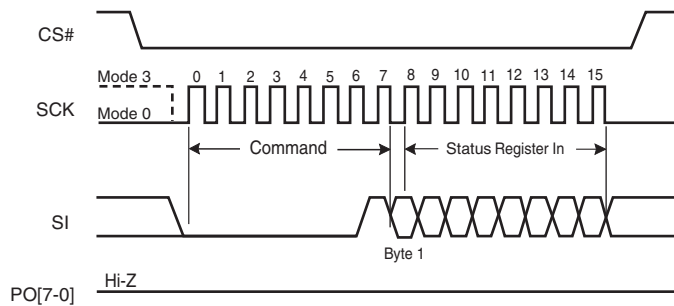 CS#
Mode 3
0 1 2 3 4 5 6 7 8 9 10 11 12 13 14 15
SCK
Mode 0
Command
Status Register In
SI
Byte 1
Hi-Z
PO[7-0]